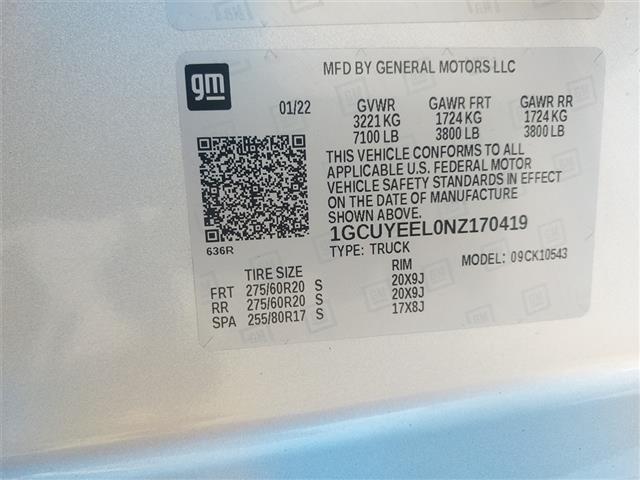 gm
MFD BY GENERAL MOTORS LLC
01/22 GVWR GAWR FRT GAWR RR
3221 KG 1724 KG 1724 KG
7100 LB 3800 LB 3800 LB
THIS VEHICLE CONFORMS TO ALL
APPLICABLE U.S. FEDERAL MOTOR
VEHICLE SAFETY STANDARDS IN EFFECT
ON THE DATE OF MANUFACTURE
SHOWN ABOVE.
1GCUYEEL0NZ170419
636R
TYPE: TRUCK MODEL: 09CK10543
TIRE SIZE RIM
FRT 275/60R20 S 20X9J
RR 275/60R20 S 20X9J
SPA 255/80R17 S 17X8J